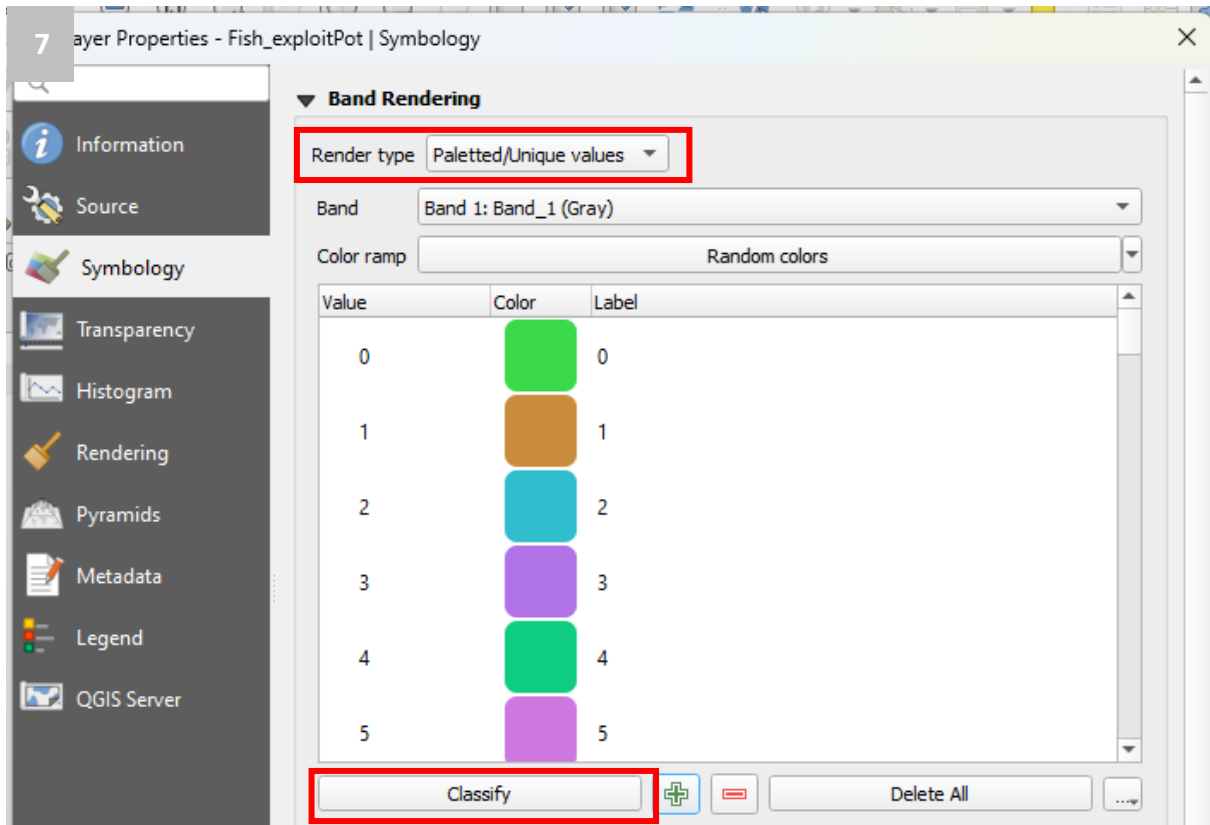 7
ayer Properties - Fish_exploitPot | Symbology
Information
Source
Symbology
Transparency
Histogram
Rendering
Pyramids
Metadata
Legend
QGIS Server
Band Rendering
Render type Paletted/Unique values
Band Band 1: Band_1 (Gray)
Color ramp Random colors
Value Color Label
0 0
1 1
2 2
3 3
4 4
5 5
Classify Delete All ...